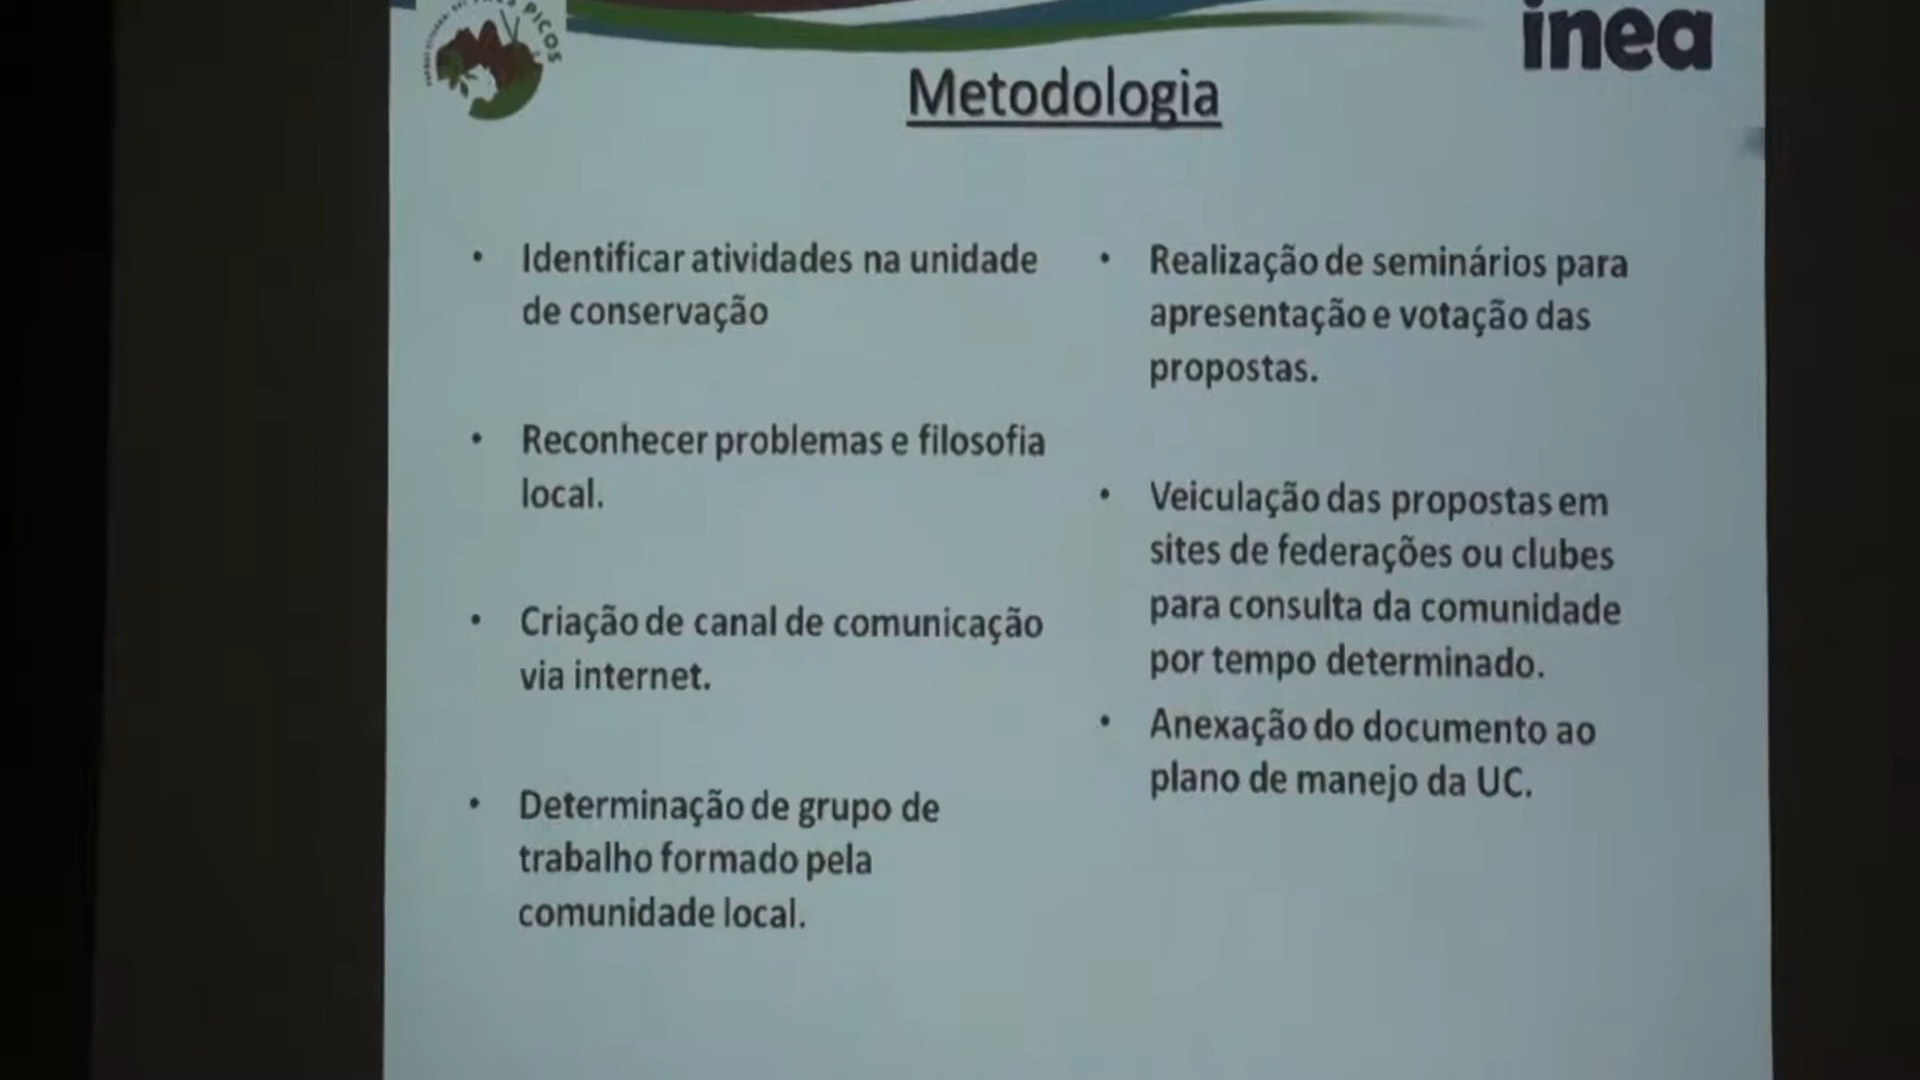 PICOS
inea
Metodologia
• Identificar atividades na unidade
de conservação
• Reconhecer problemas e filosofia
local.
• Criação de canal de comunicação
via internet.
• Determinação de grupo de
trabalho formado pela
comunidade local.
• Realização de seminários para
apresentação e votação das
propostas.
• Veiculação das propostas em
sites de federações ou clubes
para consulta da comunidade
por tempo determinado.
• Anexação do documento ao
plano de manejo da UC.